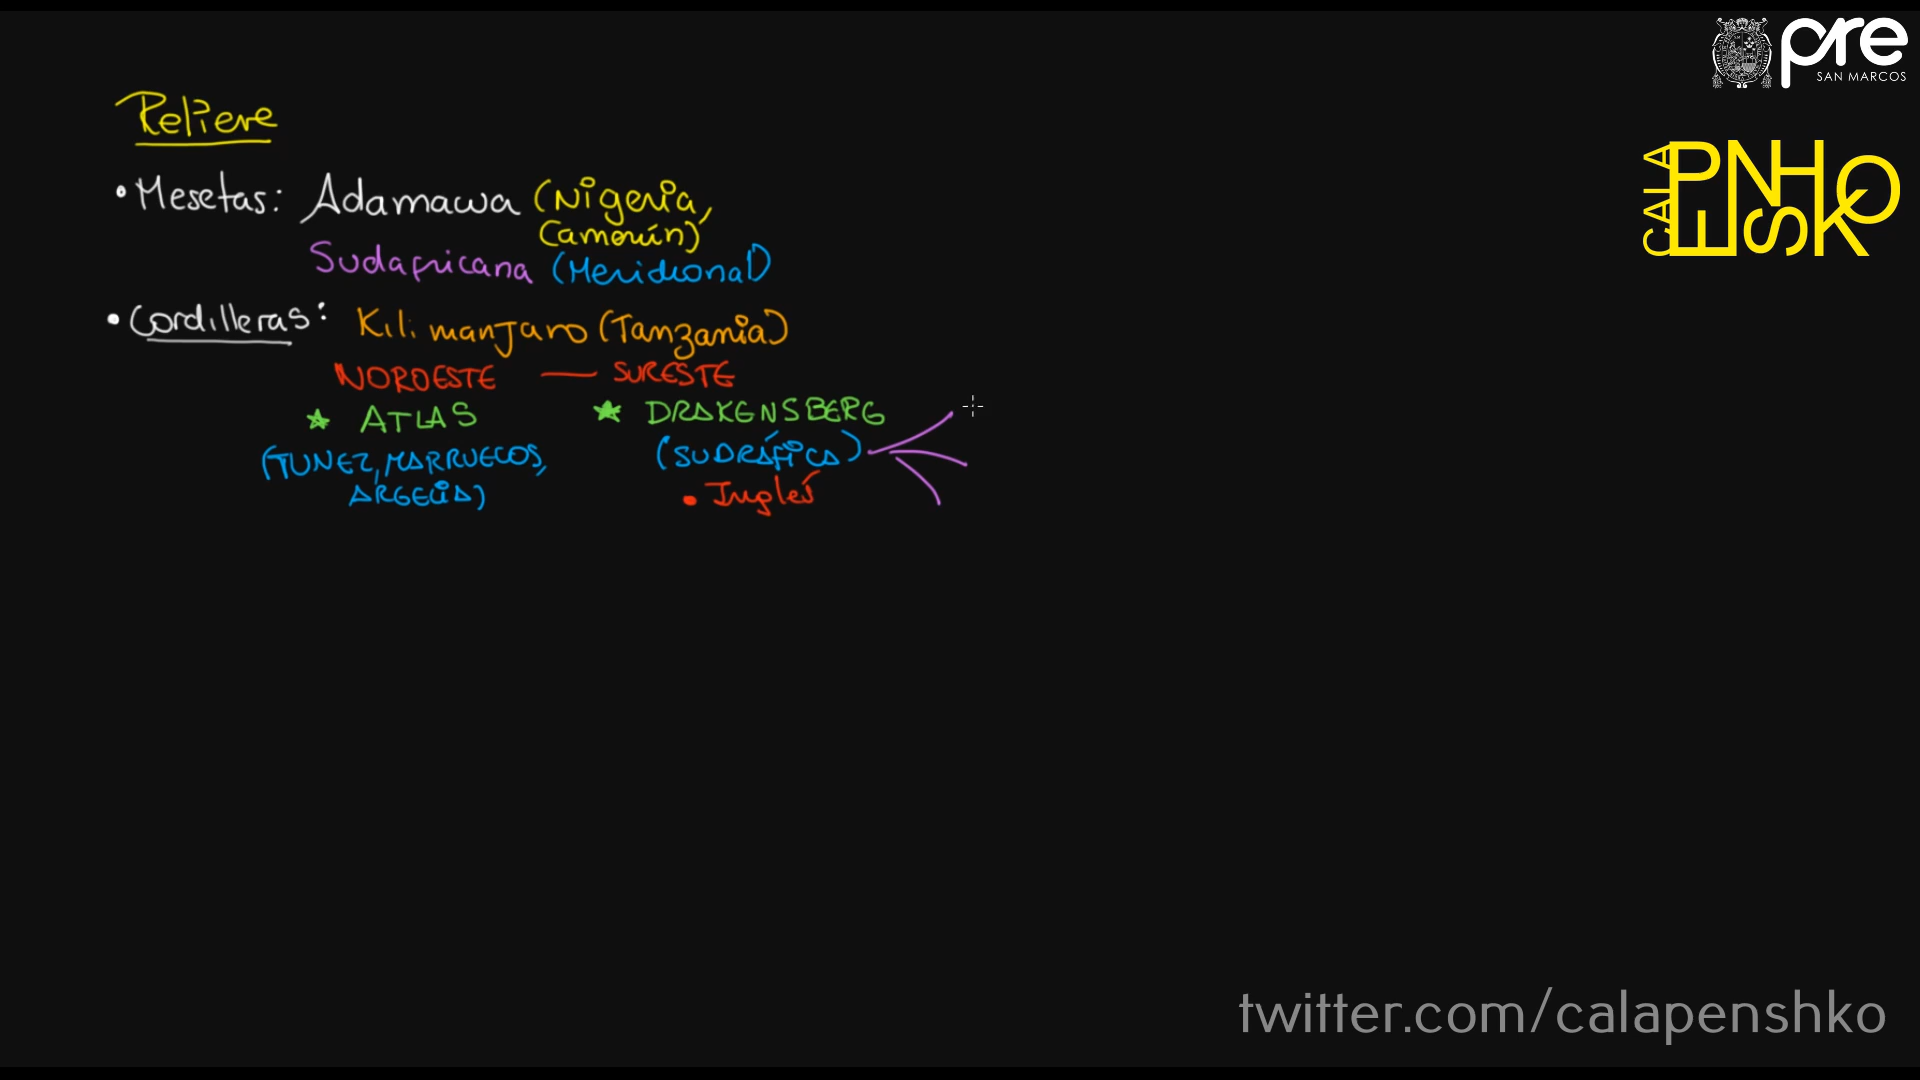 Relieve
• Mesetas: Adamawa (Nigeria,
Camerún)
Sudafricana (Meridional)
• Cordilleras: Kilimanjaro (Tanzania)
NOROESTE — SURESTE
★ ATLAS ★ DRAKENSBERG
(TUNEZ, MARRUECOS, (SUDRÁFICA)
ARGELIA) • Inglés
pre
SAN MARCOS
CALA
PENSHKO
twitter.com/calapenshko